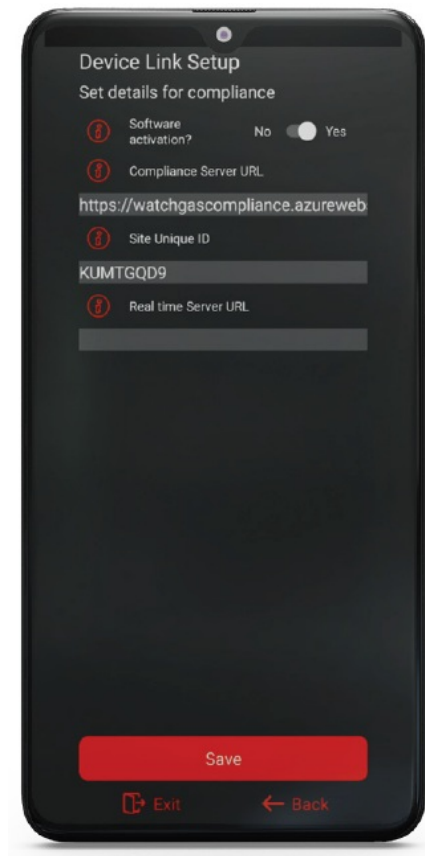 Device Link Setup
Set details for compliance
Software
activation?
No Yes
Compliance Server URL
https://watchgascompliance.azureweb
Site Unique ID
KUMTGQD9
Real time Server URL
Save
Exit Back